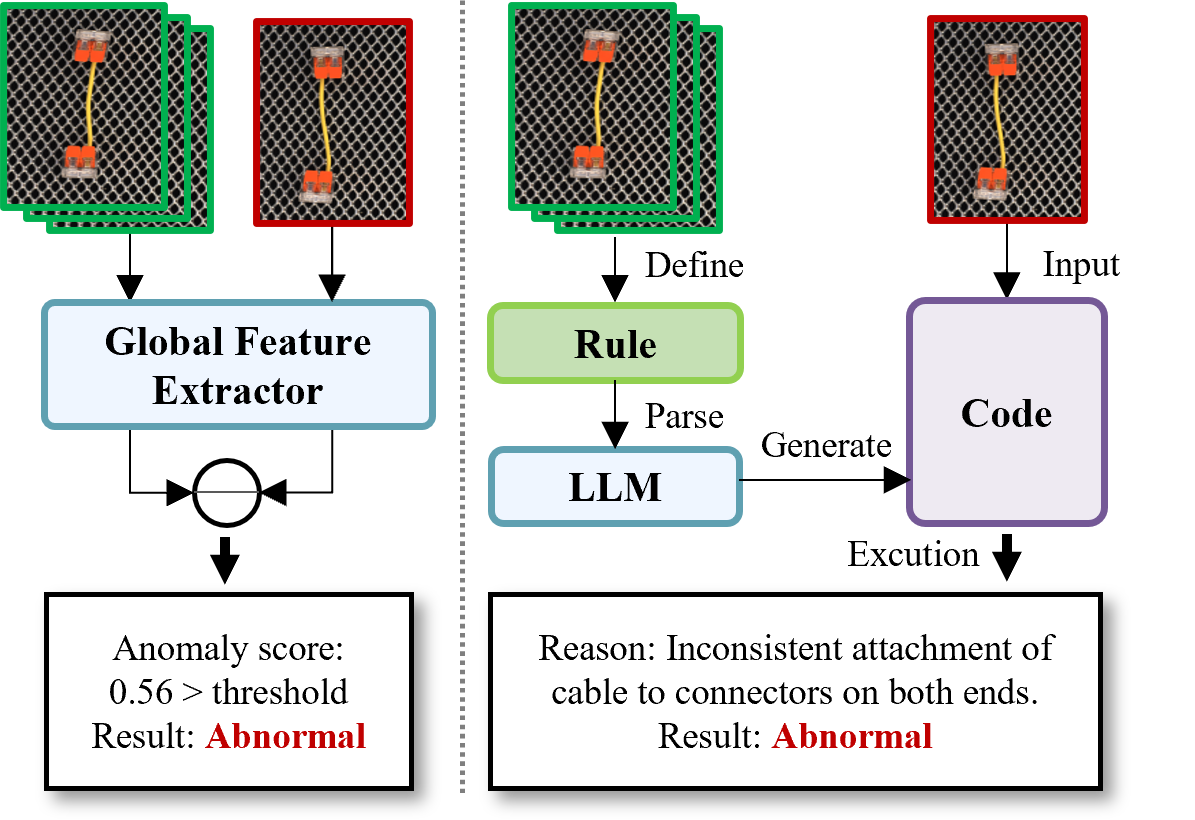 Global Feature
Extractor
Anomaly score:
0.56 > threshold
Result: Abnormal
Define
Rule
Parse
LLM
Generate
Input
Code
Excution
Reason: Inconsistent attachment of
cable to connectors on both ends.
Result: Abnormal